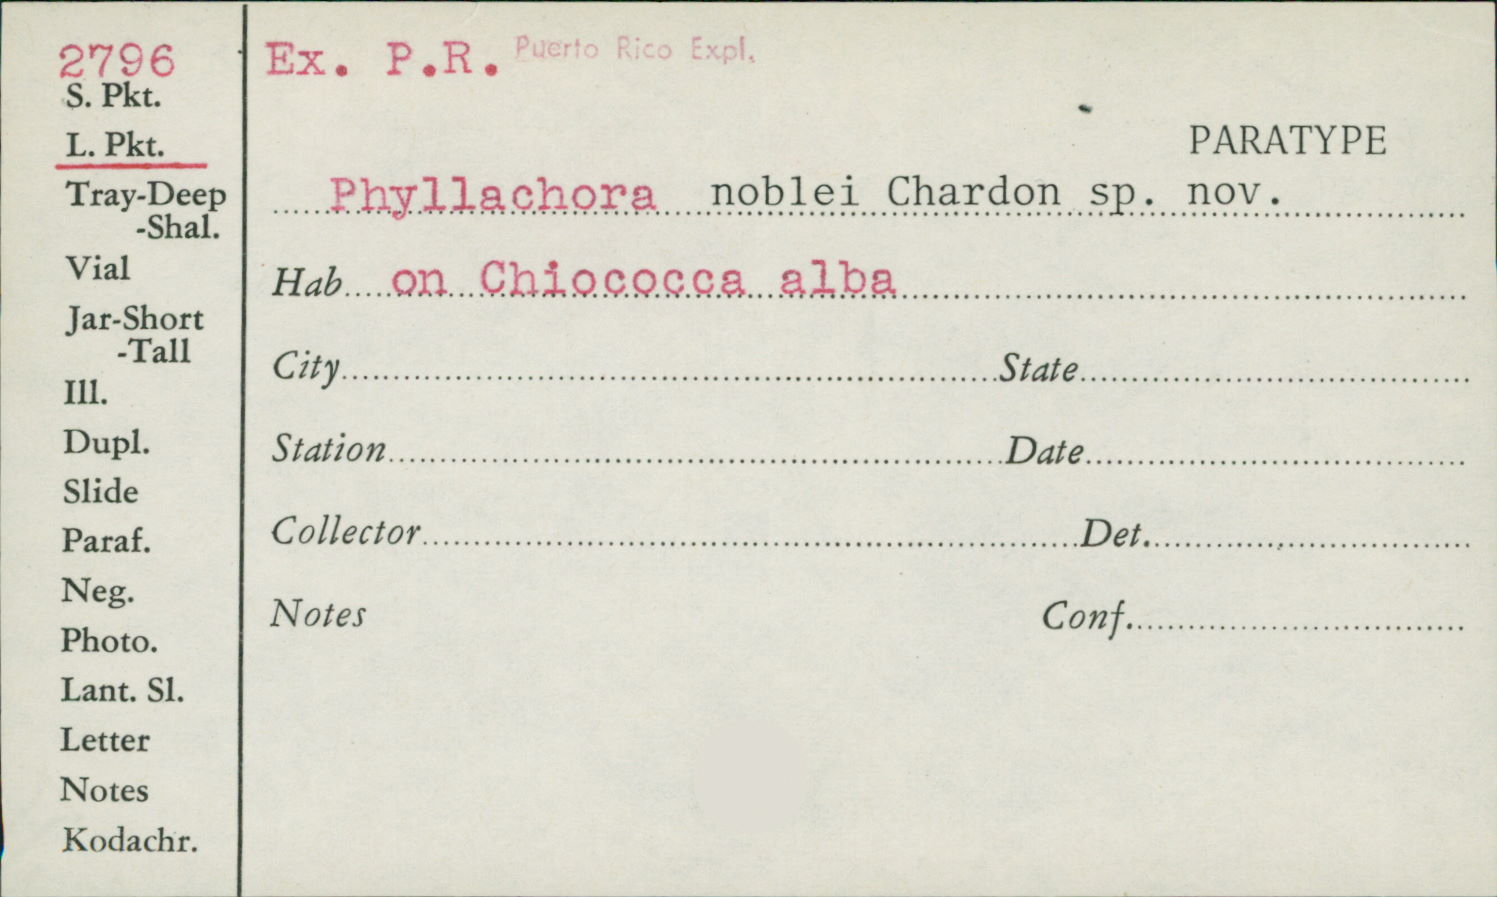 2796
S. Pkt.
L. Pkt.
Tray-Deep
-Shal.
Vial
Jar-Short
-Tall
Ill.
Dupl.
Slide
Paraf.
Neg.
Photo.
Lant. Sl.
Letter
Notes
Kodachr.
Ex. P.R. Puerto Rico Expl.
PARATYPE
Phyllachora noblei Chardon sp. nov.
Hab on Chiococca alba
City State
Station Date
Collector Det.
Notes Conf.